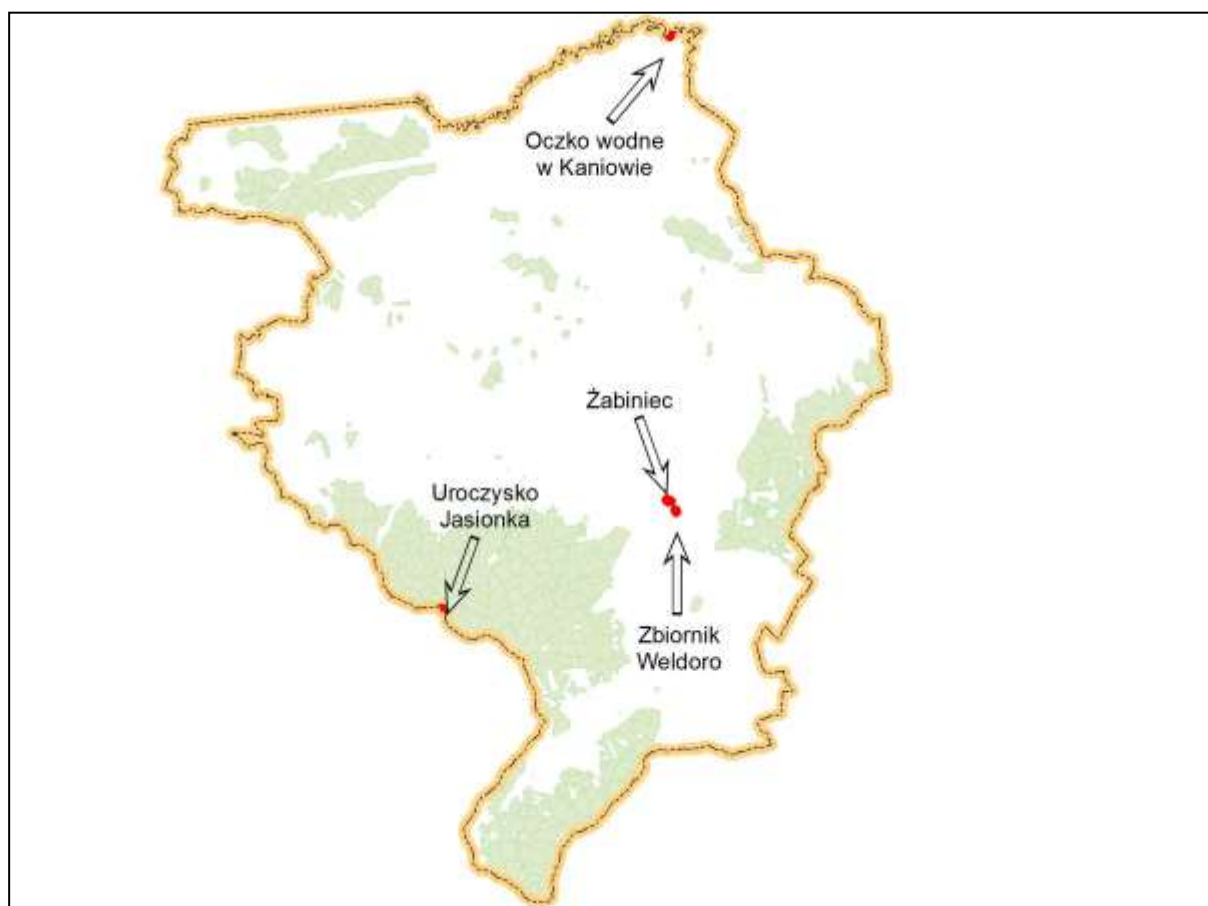 Oczko wodne
w Kaniowie
Żabiniec
Uroczysko
Jasionka
Zbiornik
Weldoro